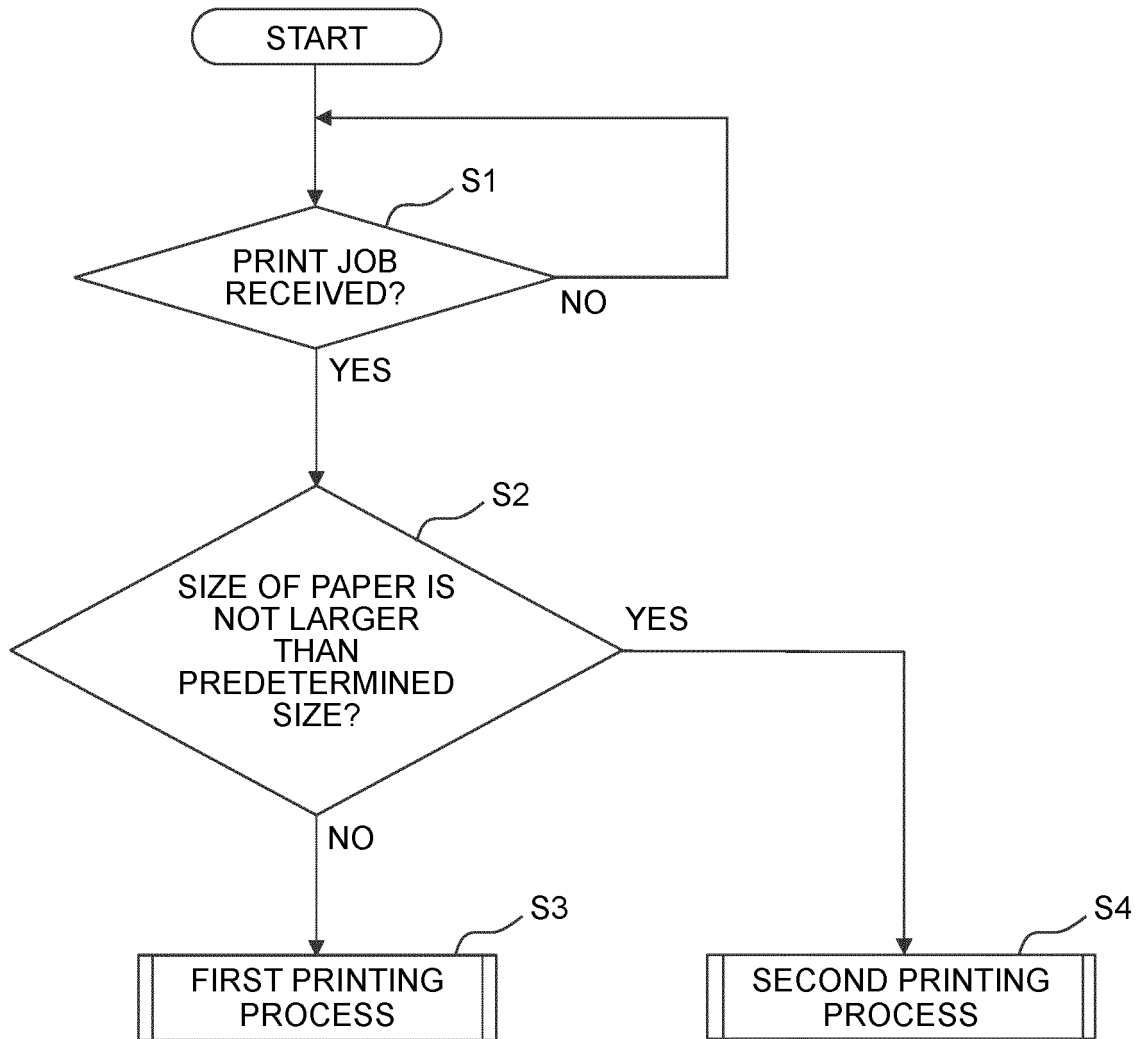 START
S1
PRINT JOB
RECEIVED?
NO
YES
S2
SIZE OF PAPER IS
NOT LARGER
THAN
PREDETERMINED
SIZE?
YES
NO
S3
FIRST PRINTING
PROCESS
S4
SECOND PRINTING
PROCESS